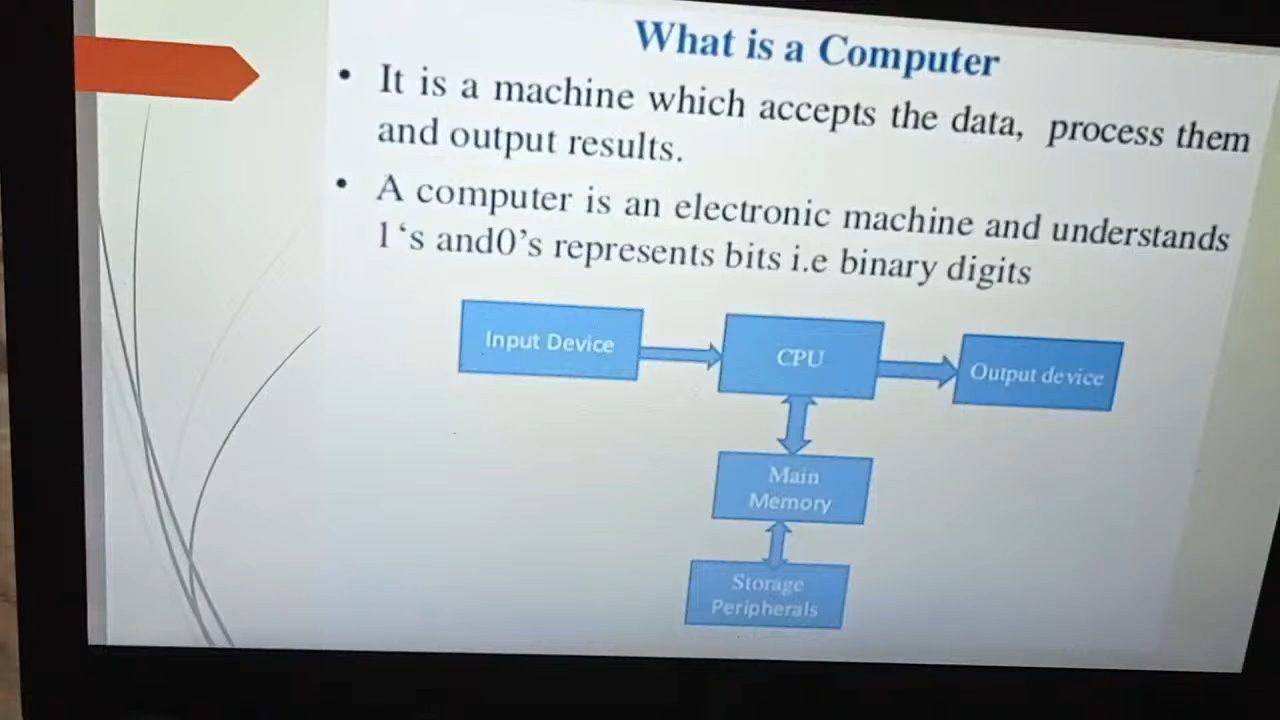 What is a Computer
• It is a machine which accepts the data, process them
and output results.
• A computer is an electronic machine and understands
1‘s and0’s represents bits i.e binary digits
Input Device
CPU
Output device
Main
Memory
Storage
Peripherals